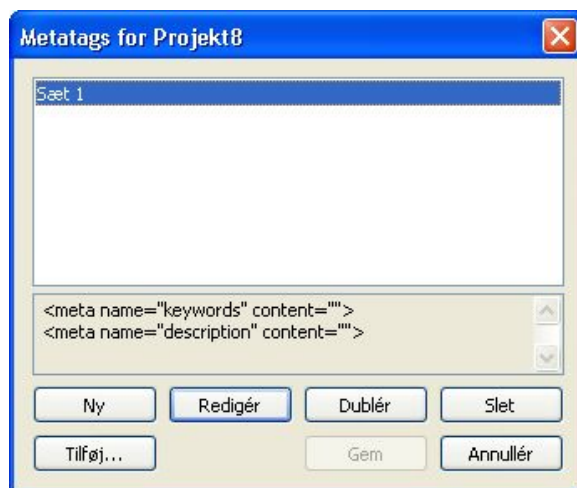 Metatags for Projekt8
Sæt 1
<meta name="keywords" content="">
<meta name="description" content="">
Ny Redigér Dublér Slet
Tilføj... Gem Annullér